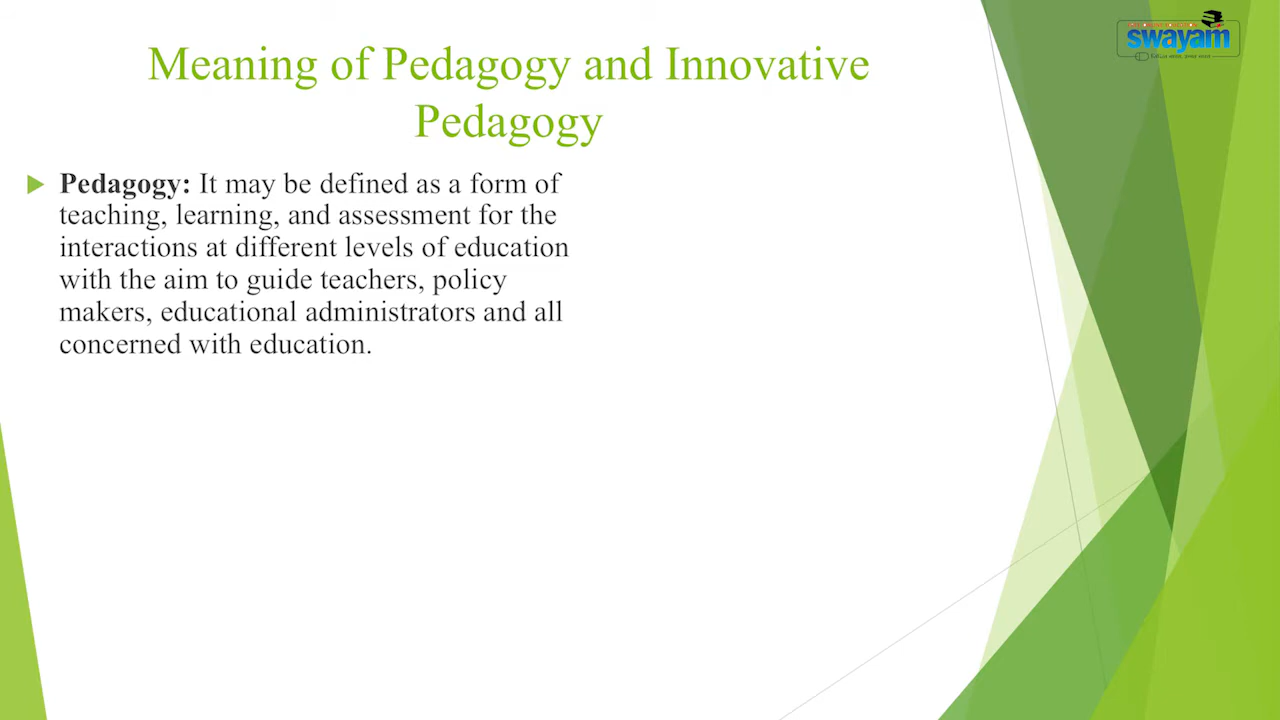 swayam
Meaning of Pedagogy and Innovative
Pedagogy
Pedagogy: It may be defined as a form of
teaching, learning, and assessment for the
interactions at different levels of education
with the aim to guide teachers, policy
makers, educational administrators and all
concerned with education.